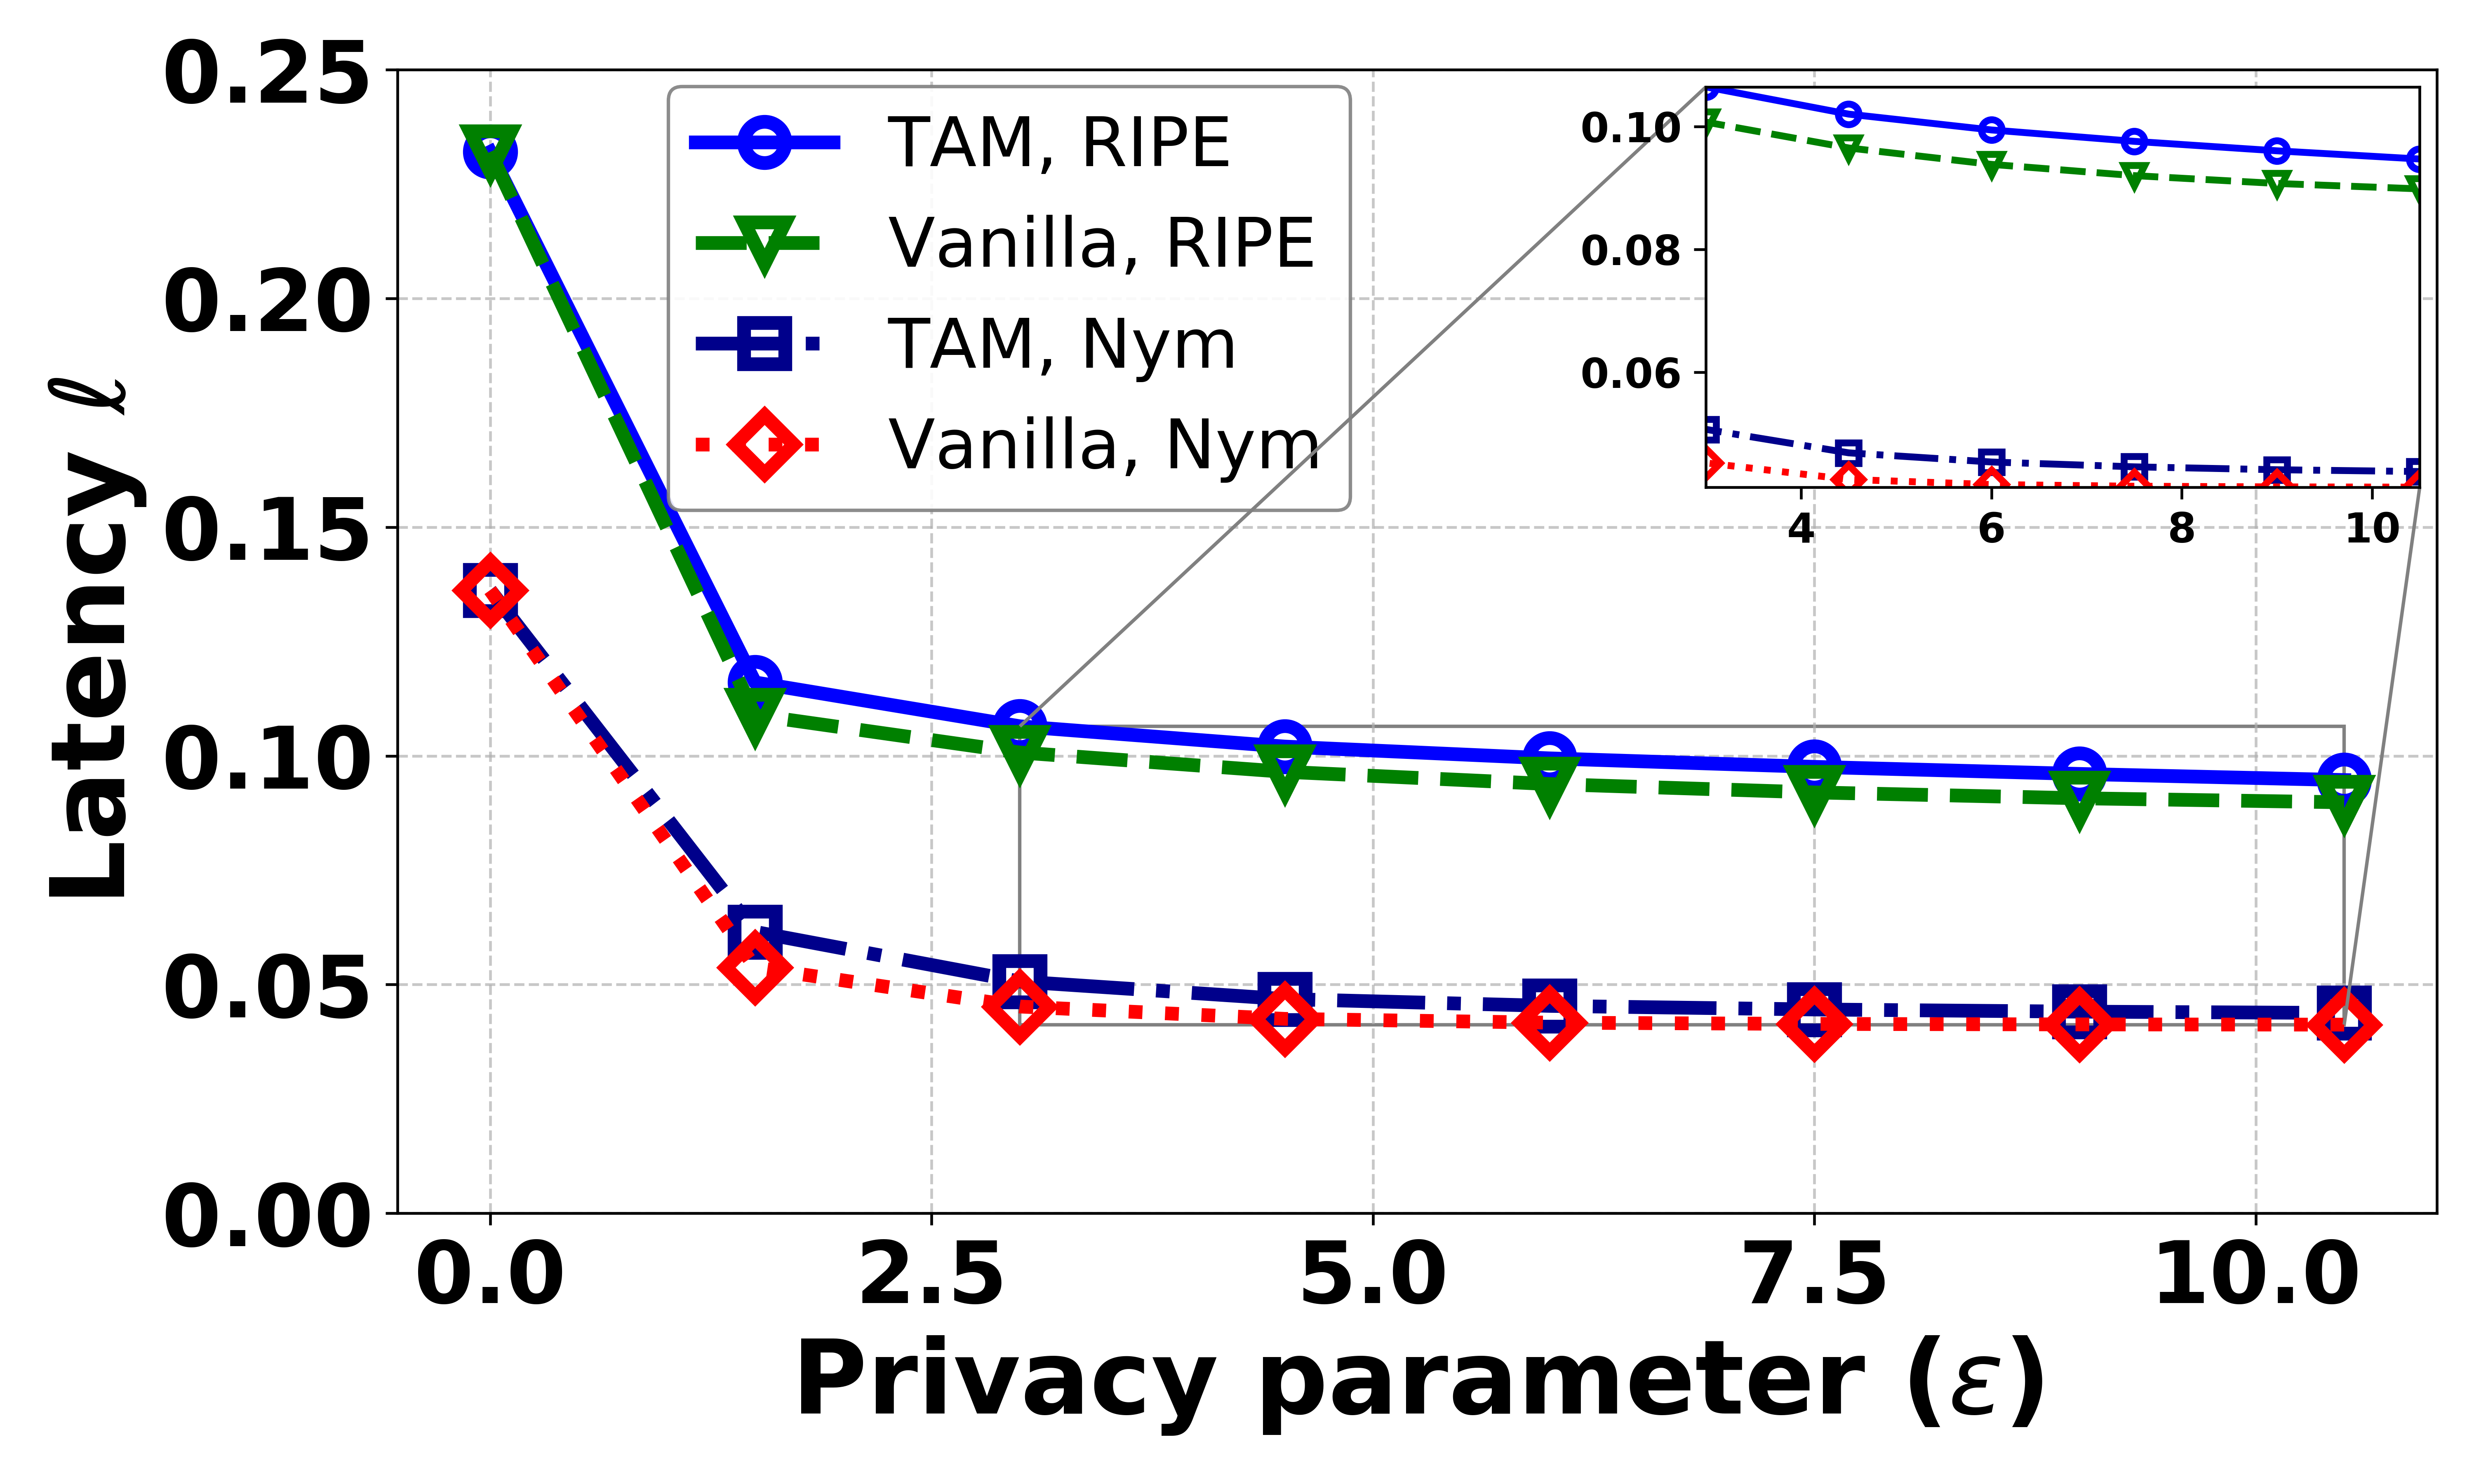 0.25
0.20
0.15
0.10
0.05
0.00
Latency ℓ
TAM, RIPE
Vanilla, RIPE
TAM, Nym
Vanilla, Nym
0.10
0.08
0.06
4 6 8 10
0.0 2.5 5.0 7.5 10.0
Privacy parameter (ε)